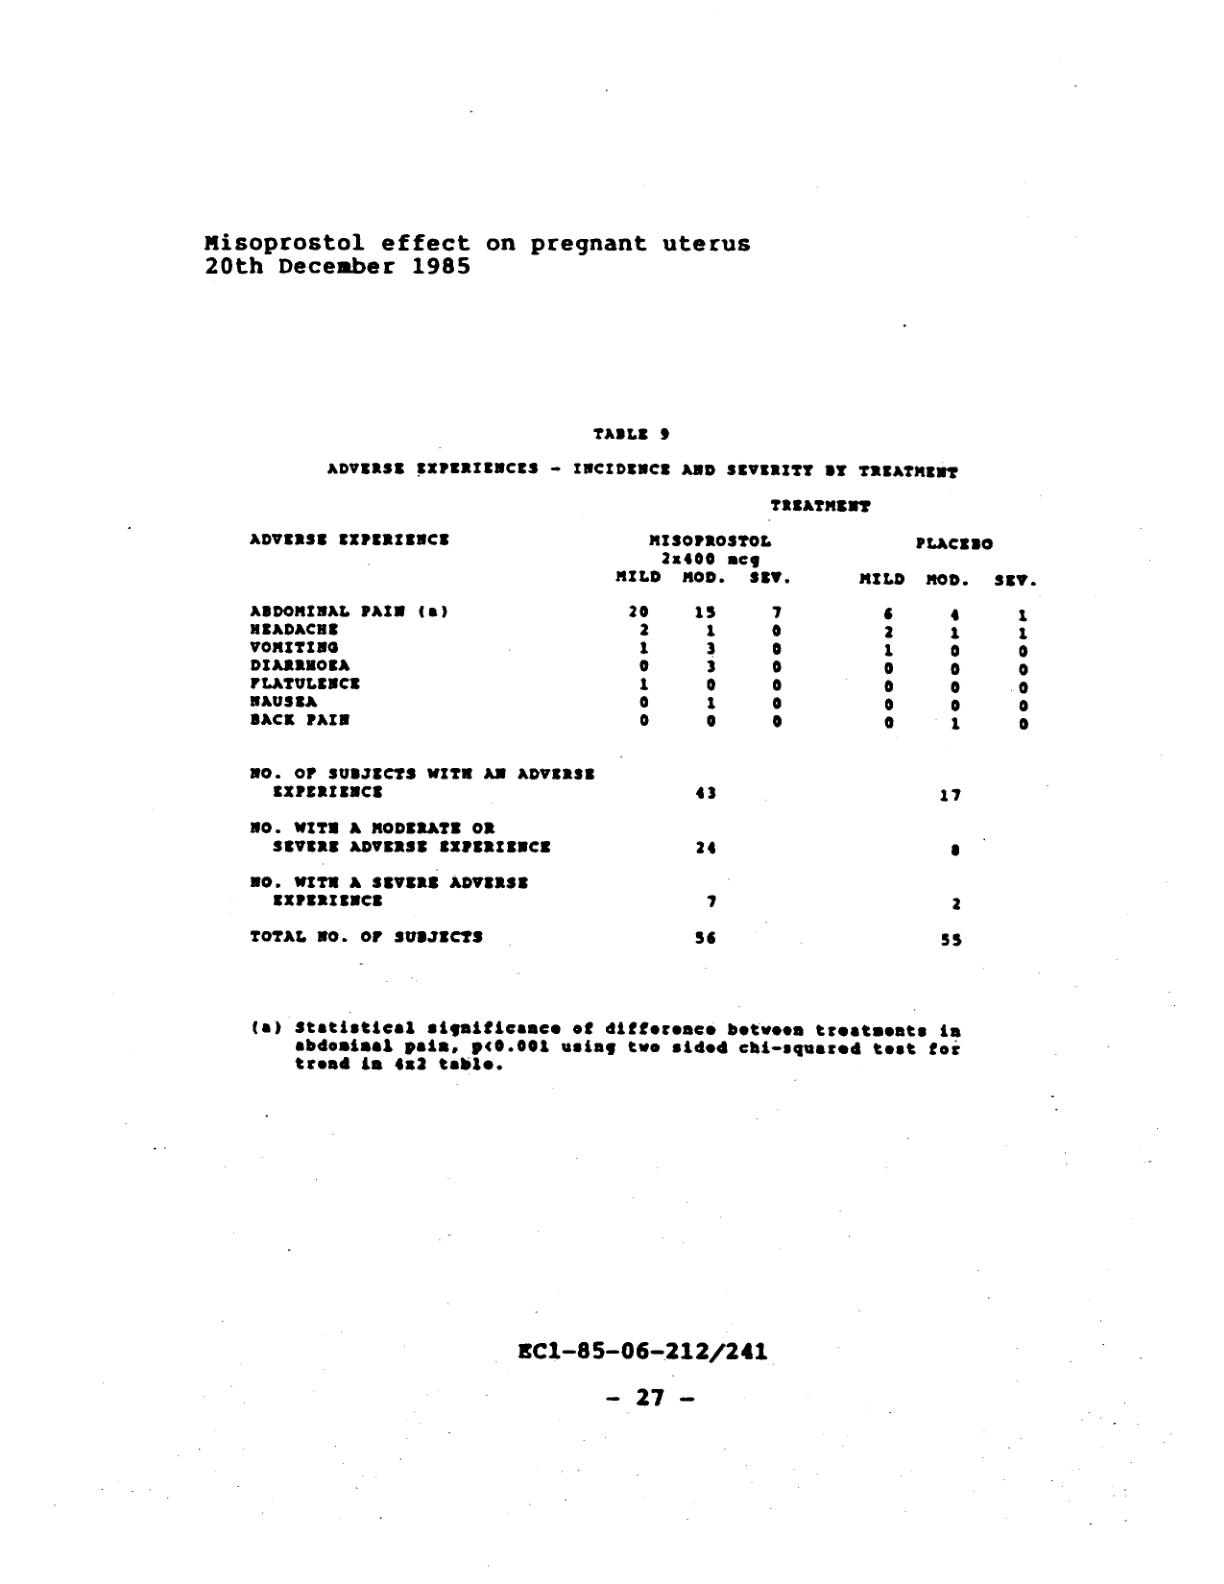 Misoprostol effect on pregnant uterus
20th December 1985
TABLE 9
ADVERSE EXPERIENCES - INCIDENCE AND SEVERITY BY TREATMENT
TREATMENT
ADVERSE EXPERIENCE MISOPROSTOL PLACEBO
2x400 mcg
MILD MOD. SEV. MILD MOD. SEV.
ABDOMINAL PAIN (a) 20 15 7 6 4 1
HEADACHE 2 1 0 2 1 1
VOMITING 1 3 0 1 0 0
DIARRHOEA 0 3 0 0 0 0
FLATULENCE 1 0 0 0 0 0
NAUSEA 0 1 0 0 0 0
BACK PAIN 0 0 0 0 1 0
NO. OF SUBJECTS WITH AN ADVERSE
EXPERIENCE 43 17
NO. WITH A MODERATE OR
SEVERE ADVERSE EXPERIENCE 24 8
NO. WITH A SEVERE ADVERSE
EXPERIENCE 7 2
TOTAL NO. OF SUBJECTS 56 55
(a) Statistical significance of difference between treatments in
abdominal pain, p<0.001 using two sided chi-squared test for
trend in 4x2 table.
EC1-85-06-212/241
- 27 -